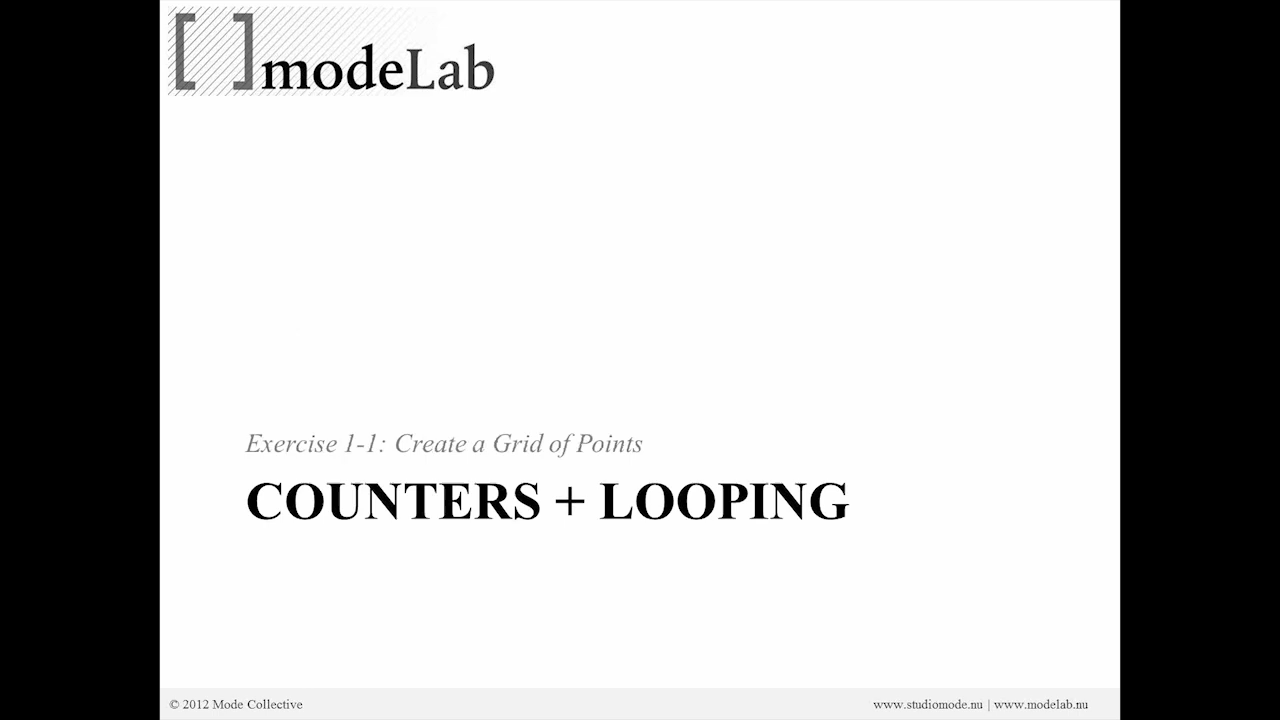 [ ] modeLab
Exercise 1-1: Create a Grid of Points
COUNTERS + LOOPING
© 2012 Mode Collective
www.studiomode.nu | www.modelab.nu